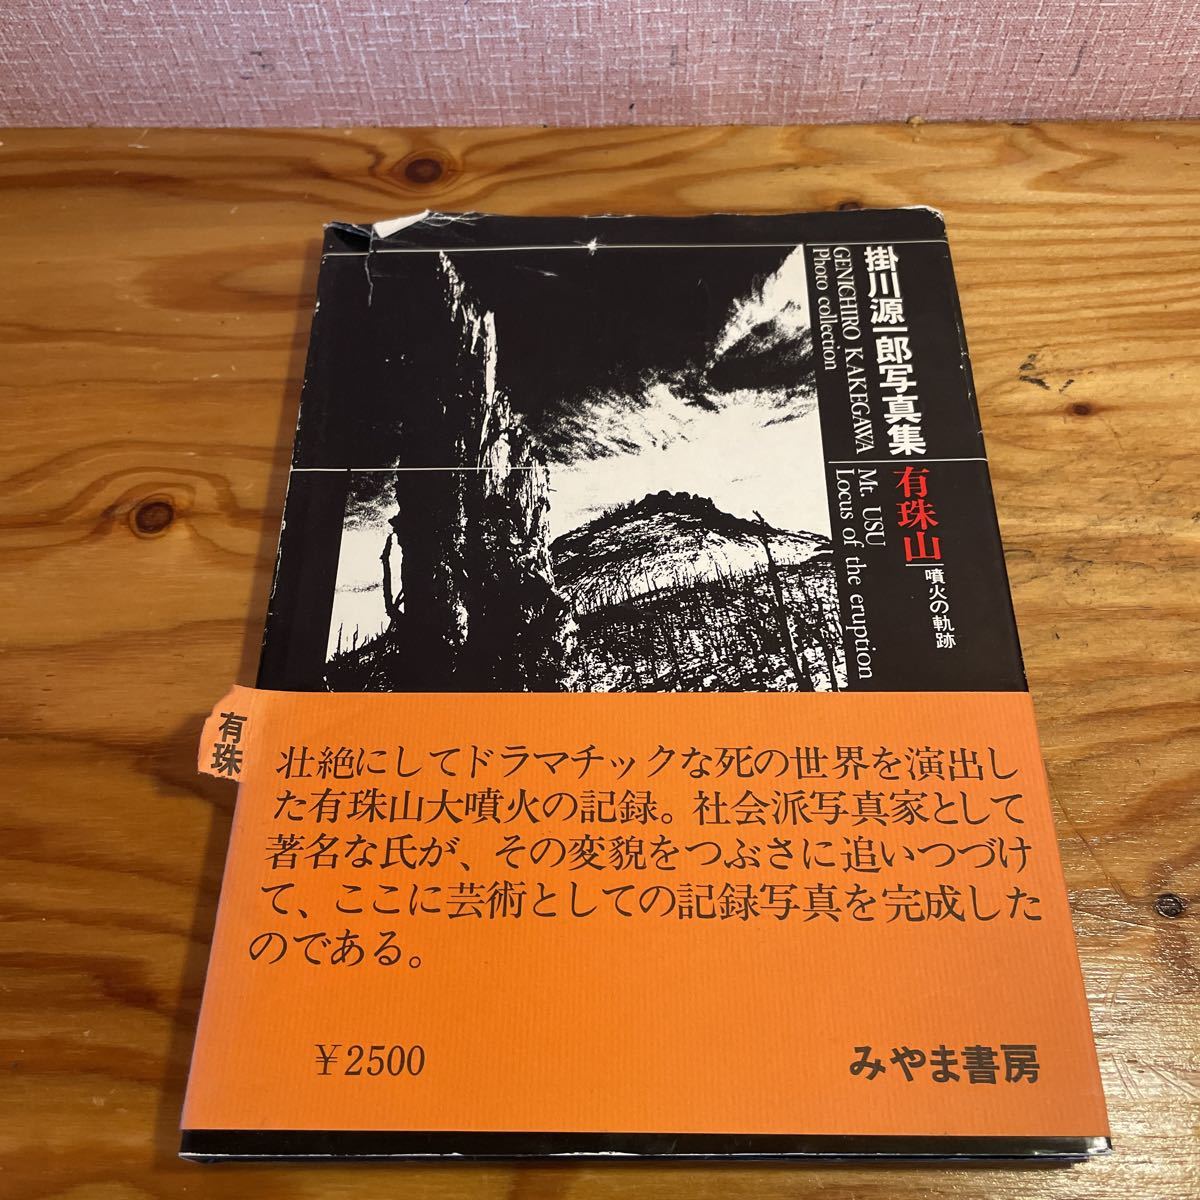 掛川源一郎写真集
GENICHIRO KAKEGAWA
Photo collection
有珠山
噴火の軌跡
Mt. USU
Locus of the eruption
有珠
壮絶にしてドラマチックな死の世界を演出し
た有珠山大噴火の記録。社会派写真家として
著名な氏が、その変貌をつぶさに追いつづけ
て、ここに芸術としての記録写真を完成した
のである。
￥2500
みやま書房